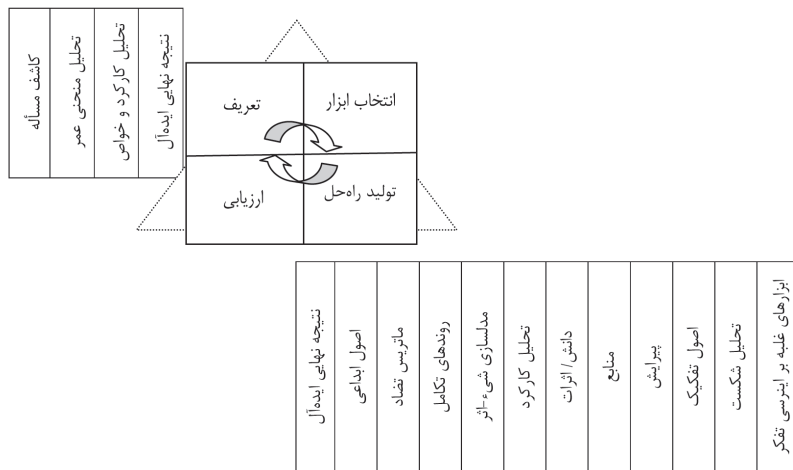 نتیجه نهایی ایده‌آل
تحلیل کارکرد و خواص
تحلیل منحنی عمر
کاشف مسأله
انتخاب ابزار
تعریف
تولید راه‌حل
ارزیابی
ابزارهای غلبه بر اینرسی تفکر
تحلیل شکست
اصول تفکیک
پیرایش
منابع
دانش/ اثرات
تحلیل کارکرد
مدلسازی شیء-اثر
روندهای تکامل
ماتریس تضاد
اصول ابداعی
نتیجه نهایی ایده‌آل